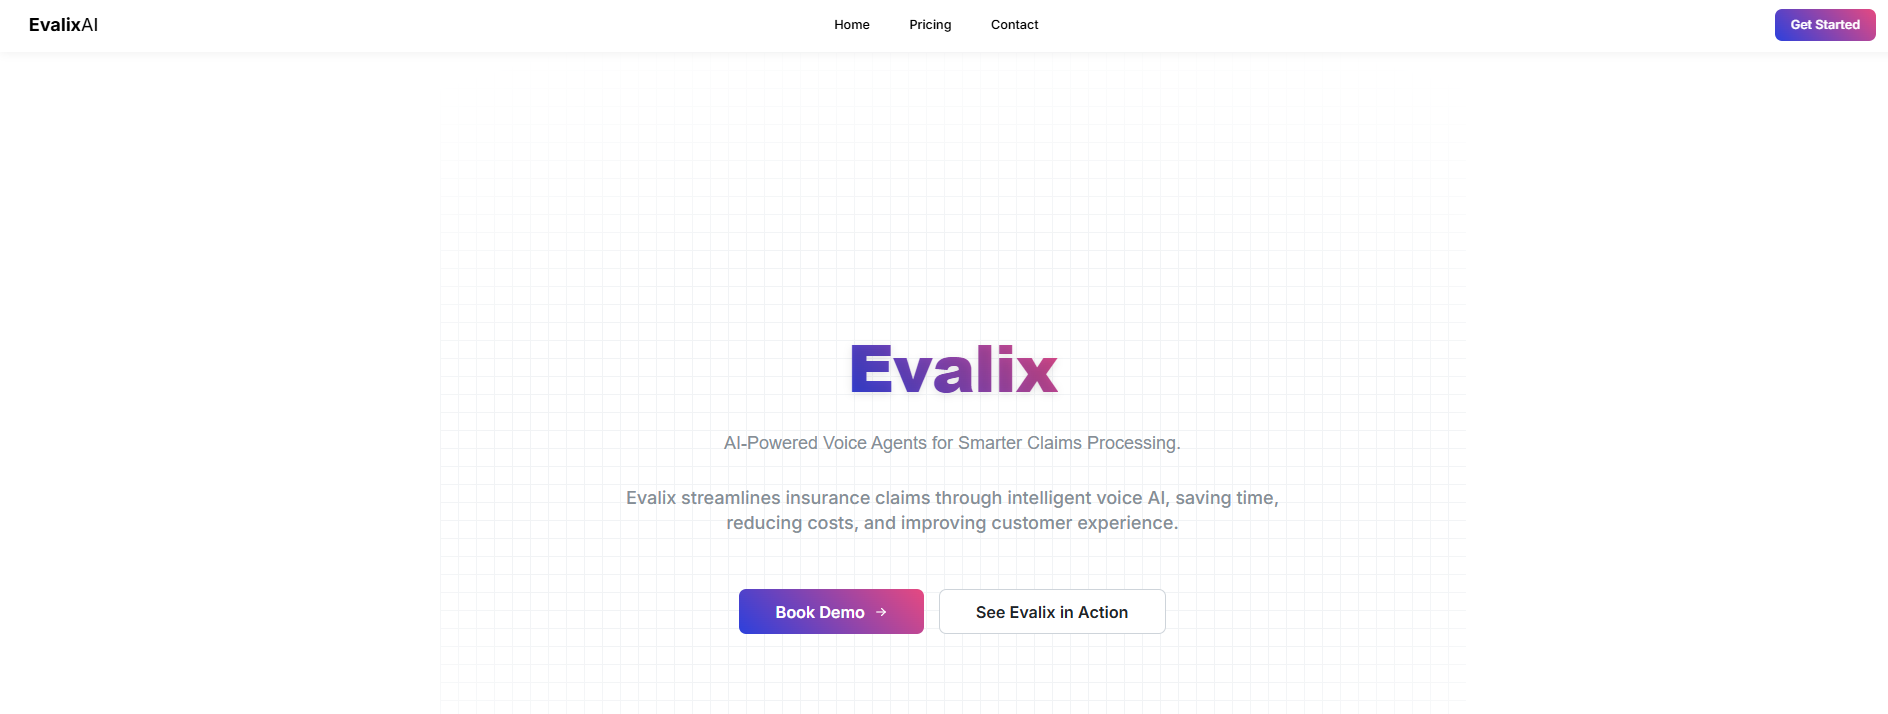 EvalixAI
Home
Pricing
Contact
Get Started
Evalix
AI-Powered Voice Agents for Smarter Claims Processing.
Evalix streamlines insurance claims through intelligent voice AI, saving time,
reducing costs, and improving customer experience.
Book Demo →
See Evalix in Action